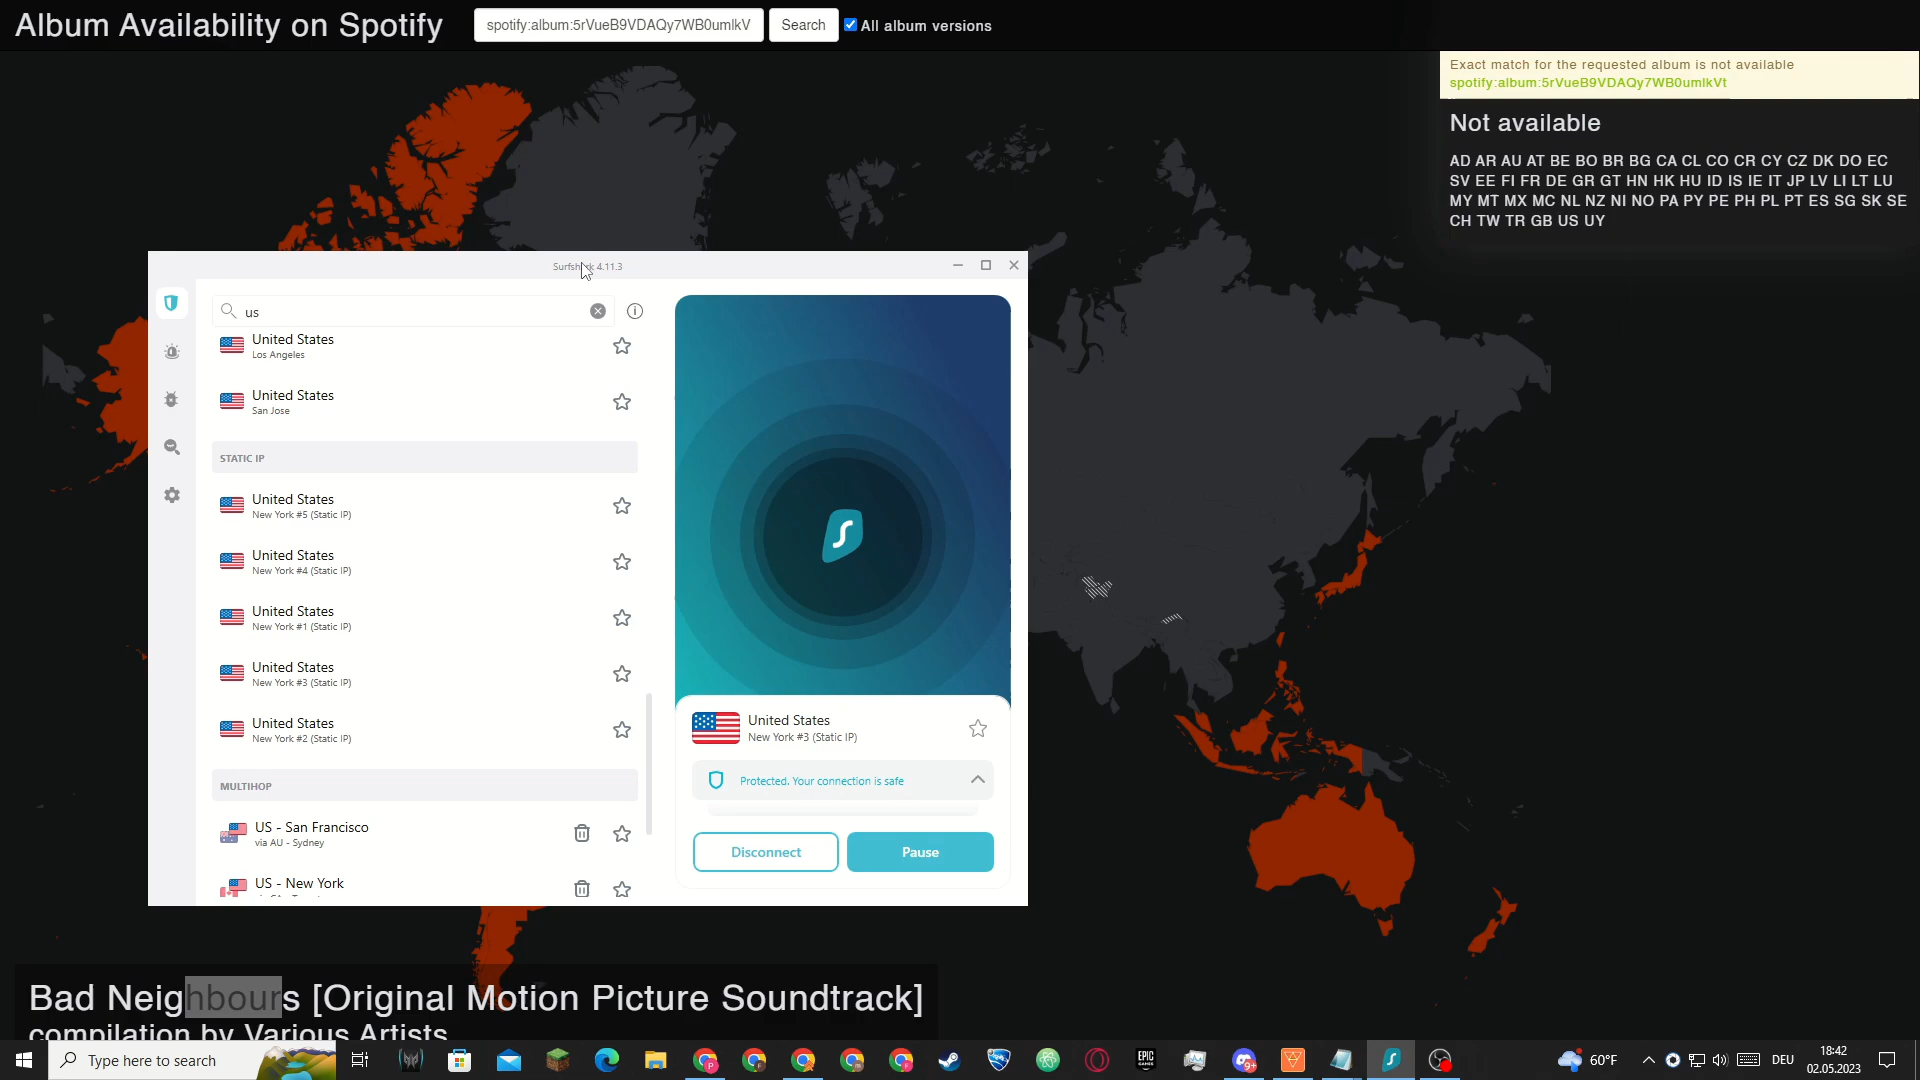 Album Availability on Spotify
spotify:album:5rVueB9VDAQy7WB0umlkV
Search
All album versions
Exact match for the requested album is not available
spotify:album:5rVueB9VDAQy7WB0umlkVt
Not available
AD AR AU AT BE BO BR BG CA CL CO CR CY CZ DK DO EC
SV EE FI FR DE GR GT HN HK HU ID IS IE IT JP LV LI LT LU
MY MT MX MC NL NZ NI NO PA PY PE PH PL PT ES SG SK SE
CH TW TR GB US UY
Surfshark 4.11.3
us
United States
Los Angeles
United States
San Jose
STATIC IP
United States
New York #5 (Static IP)
United States
New York #4 (Static IP)
United States
New York #1 (Static IP)
United States
New York #3 (Static IP)
United States
New York #2 (Static IP)
MULTIHOP
US - San Francisco
via AU - Sydney
US - New York
United States
New York #3 (Static IP)
Protected. Your connection is safe
Disconnect
Pause
Bad Neighbours [Original Motion Picture Soundtrack]
compilation by Various Artists
Type here to search
EPIC
GAMES
9+
60°F
DEU
18:42
02.05.2023